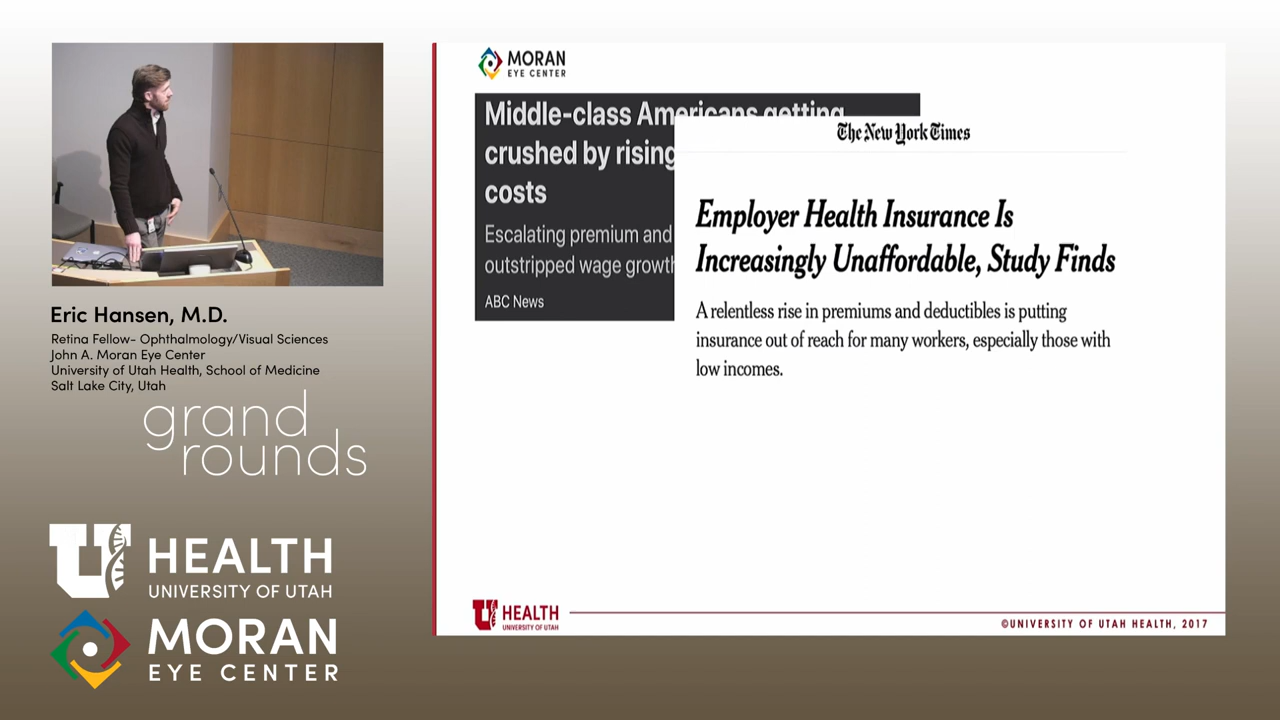 Eric Hansen, M.D.
Retina Fellow- Ophthalmology/Visual Sciences
John A. Moran Eye Center
University of Utah Health, School of Medicine
Salt Lake City, Utah
grand
rounds
U HEALTH
UNIVERSITY OF UTAH
MORAN
EYE CENTER
MORAN
EYE CENTER
Middle-class Americans getting
crushed by rising
costs
Escalating premium and
outstripped wage growth
ABC News
The New York Times
Employer Health Insurance Is
Increasingly Unaffordable, Study Finds
A relentless rise in premiums and deductibles is putting
insurance out of reach for many workers, especially those with
low incomes.
U HEALTH
UNIVERSITY OF UTAH
©UNIVERSITY OF UTAH HEALTH, 2017